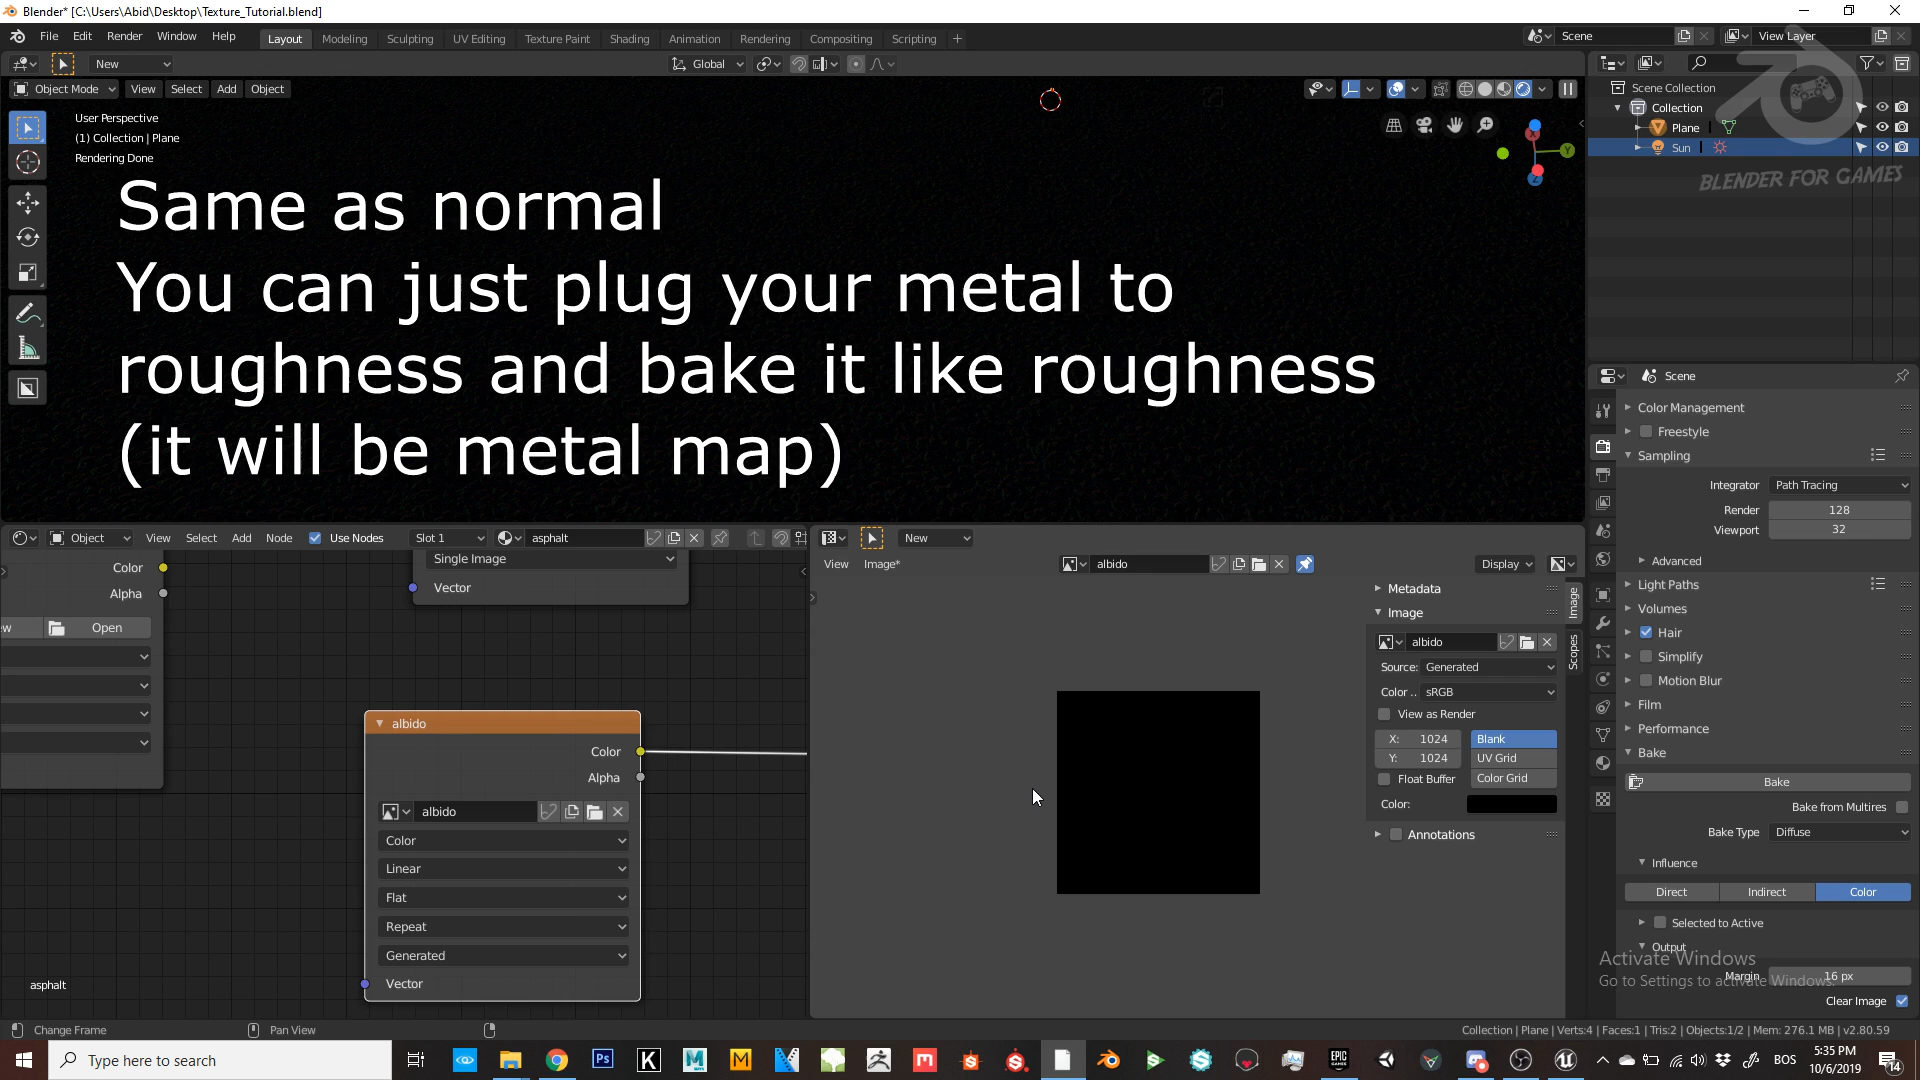 Blender* [C:\Users\Abid\Desktop\Texture_Tutorial.blend]
File Edit Render Window Help Layout Modeling Sculpting UV Editing Texture Paint Shading Animation Rendering Compositing Scripting + Scene View Layer
New Global
Object Mode View Select Add Object
Scene Collection
Collection
Plane
Sun
BLENDER FOR GAMES
User Perspective
(1) Collection | Plane
Rendering Done
X
Y
Z
Same as normal
You can just plug your metal to
roughness and bake it like roughness
(it will be metal map)
Object View Select Add Node Use Nodes Slot 1 asphalt
Color
Alpha
Open
Single Image
Vector
albido
Color
Alpha
albido
Color
Linear
Flat
Repeat
Generated
Vector
asphalt
New
View Image* albido Display
Metadata
Image
albido
Source: Generated
Color .. sRGB
View as Render
X: 1024 Blank
Y: 1024 UV Grid
Float Buffer Color Grid
Color:
Annotations
Image
Scopes
Scene
Color Management
Freestyle
Sampling
Integrator Path Tracing
Render 128
Viewport 32
Advanced
Light Paths
Volumes
Hair
Simplify
Motion Blur
Film
Performance
Bake
Bake
Bake from Multires
Bake Type Diffuse
Influence
Direct Indirect Color
Selected to Active
Output
Margin 16 px
Clear Image
Activate Windows
Go to Settings to activate Windows.
Change Frame Pan View Collection | Plane | Verts:4 | Faces:1 | Tris:2 | Objects:1/2 | Mem: 276.1 MB | v2.80.59
Type here to search
BOS
5:35 PM
10/6/2019
14